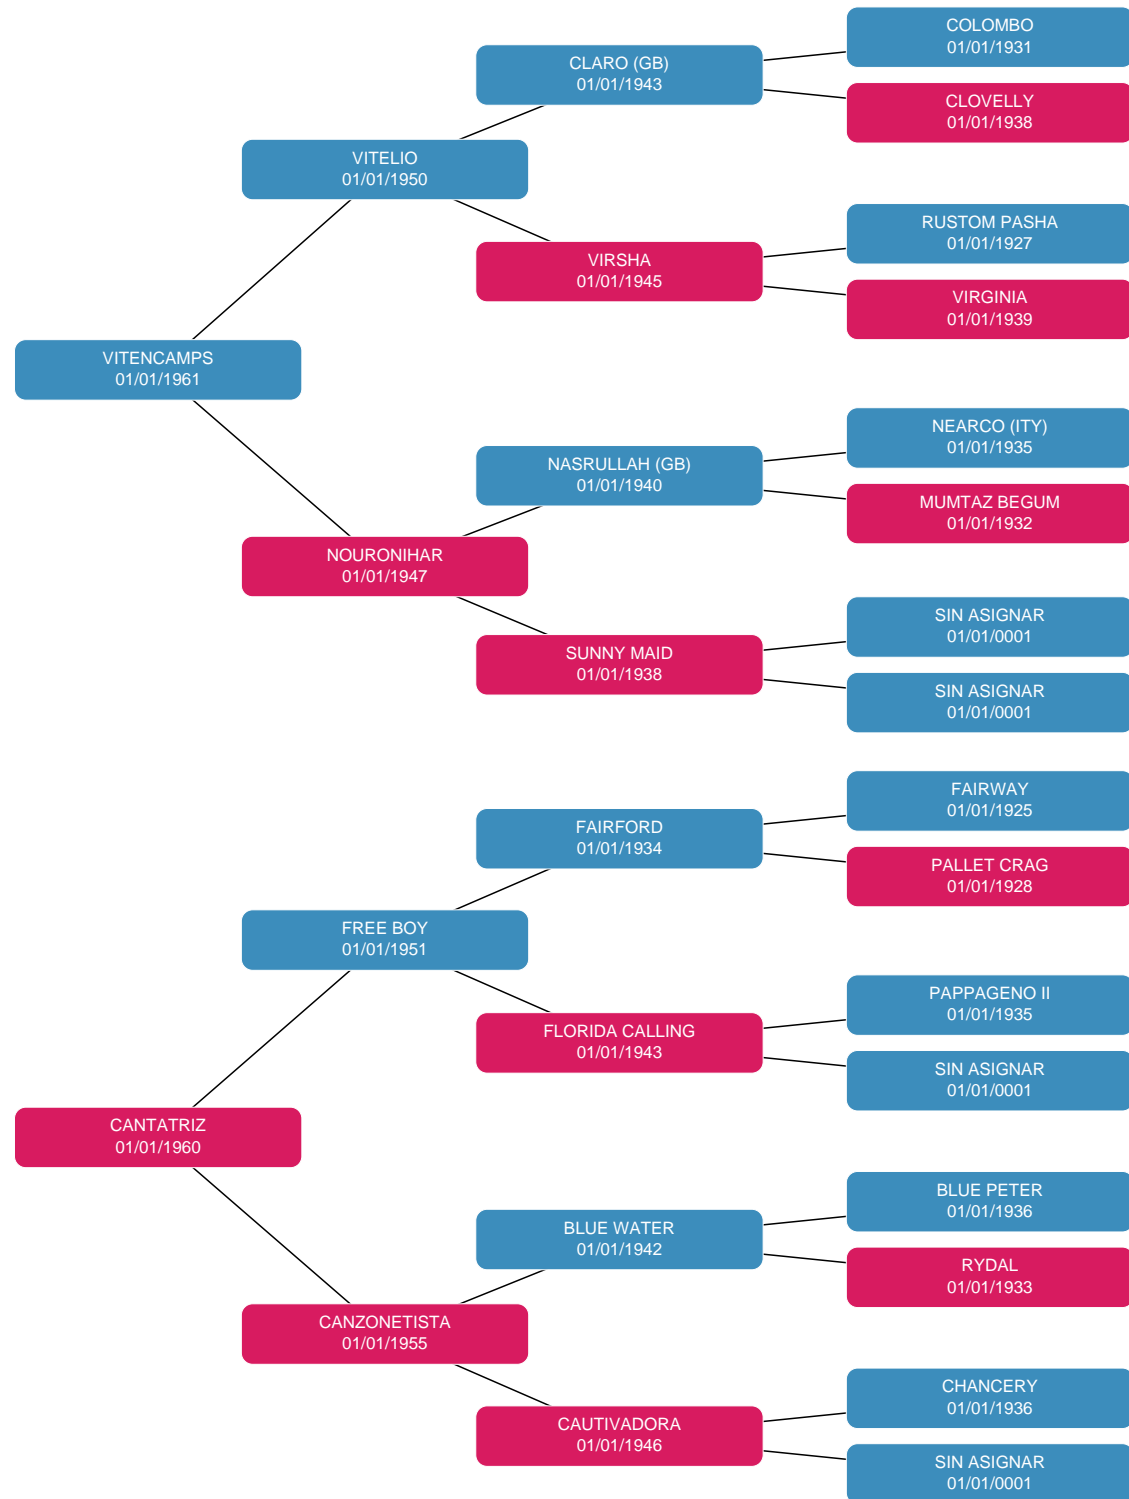 COLOMBO
01/01/1931
CLARO (GB)
01/01/1943
CLOVELLY
01/01/1938
VITELIO
01/01/1950
RUSTOM PASHA
01/01/1927
VIRSHA
01/01/1945
VIRGINIA
01/01/1939
VITENCAMPS
01/01/1961
NEARCO (ITY)
01/01/1935
NASRULLAH (GB)
01/01/1940
MUMTAZ BEGUM
01/01/1932
NOURONIHAR
01/01/1947
SIN ASIGNAR
01/01/0001
SUNNY MAID
01/01/1938
SIN ASIGNAR
01/01/0001
FAIRWAY
01/01/1925
FAIRFORD
01/01/1934
PALLET CRAG
01/01/1928
FREE BOY
01/01/1951
PAPPAGENO II
01/01/1935
FLORIDA CALLING
01/01/1943
SIN ASIGNAR
01/01/0001
CANTATRIZ
01/01/1960
BLUE PETER
01/01/1936
BLUE WATER
01/01/1942
RYDAL
01/01/1933
CANZONETISTA
01/01/1955
CHANCERY
01/01/1936
CAUTIVADORA
01/01/1946
SIN ASIGNAR
01/01/0001